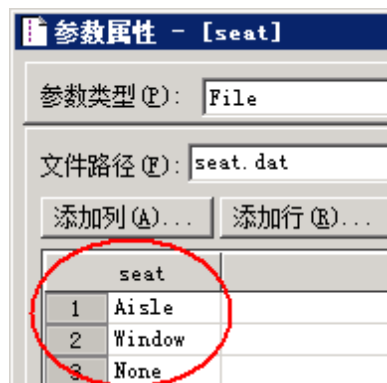 参数属性 - [seat]
参数类型(P): File
文件路径(F): seat.dat
添加列(A)... 添加行(R)...
seat
1 Aisle
2 Window
3 None